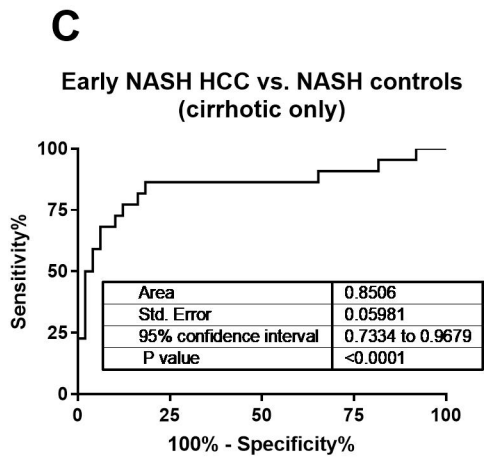 C
Early NASH HCC vs. NASH controls
(cirrhotic only)
Sensitivity%
100
75
50
25
0
Area 0.8506
Std. Error 0.05981
95% confidence interval 0.7334 to 0.9679
P value <0.0001
0 25 50 75 100
100% - Specificity%